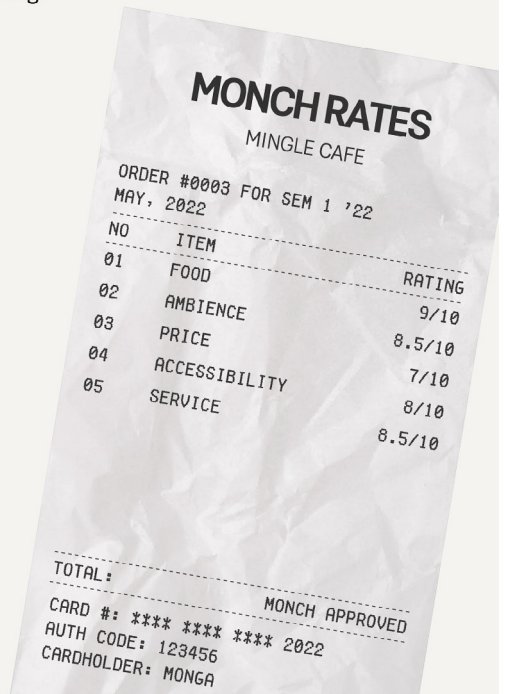 g
MONCH RATES
MINGLE CAFE
ORDER #0003 FOR SEM 1 '22
MAY, 2022
NO ITEM RATING
01 FOOD 9/10
02 AMBIENCE 8.5/10
03 PRICE 7/10
04 ACCESSIBILITY 8/10
05 SERVICE 8.5/10
TOTAL: MONCH APPROVED
CARD #: **** **** **** 2022
AUTH CODE: 123456
CARDHOLDER: MONGA